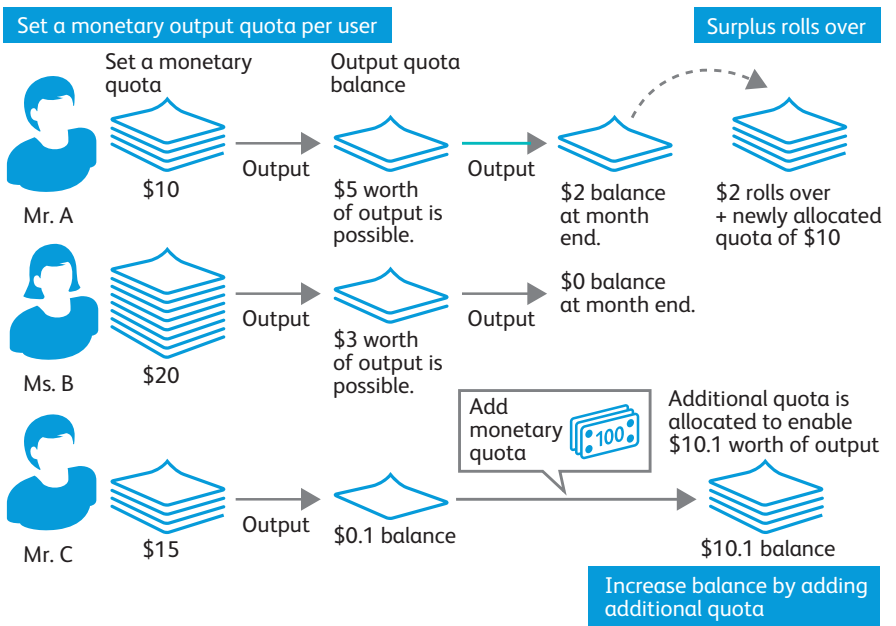 Set a monetary output quota per user
Surplus rolls over
Set a monetary
quota
Output quota
balance
Output
Output
$10
$5 worth
of output is
possible.
$2 balance
at month
end.
$2 rolls over
+ newly allocated
quota of $10
Mr. A
Output
Output
$0 balance
at month end.
$20
$3 worth
of output is
possible.
Ms. B
Add
monetary
quota
100
Additional quota is
allocated to enable
$10.1 worth of output
Output
$15
$0.1 balance
$10.1 balance
Mr. C
Increase balance by adding
additional quota